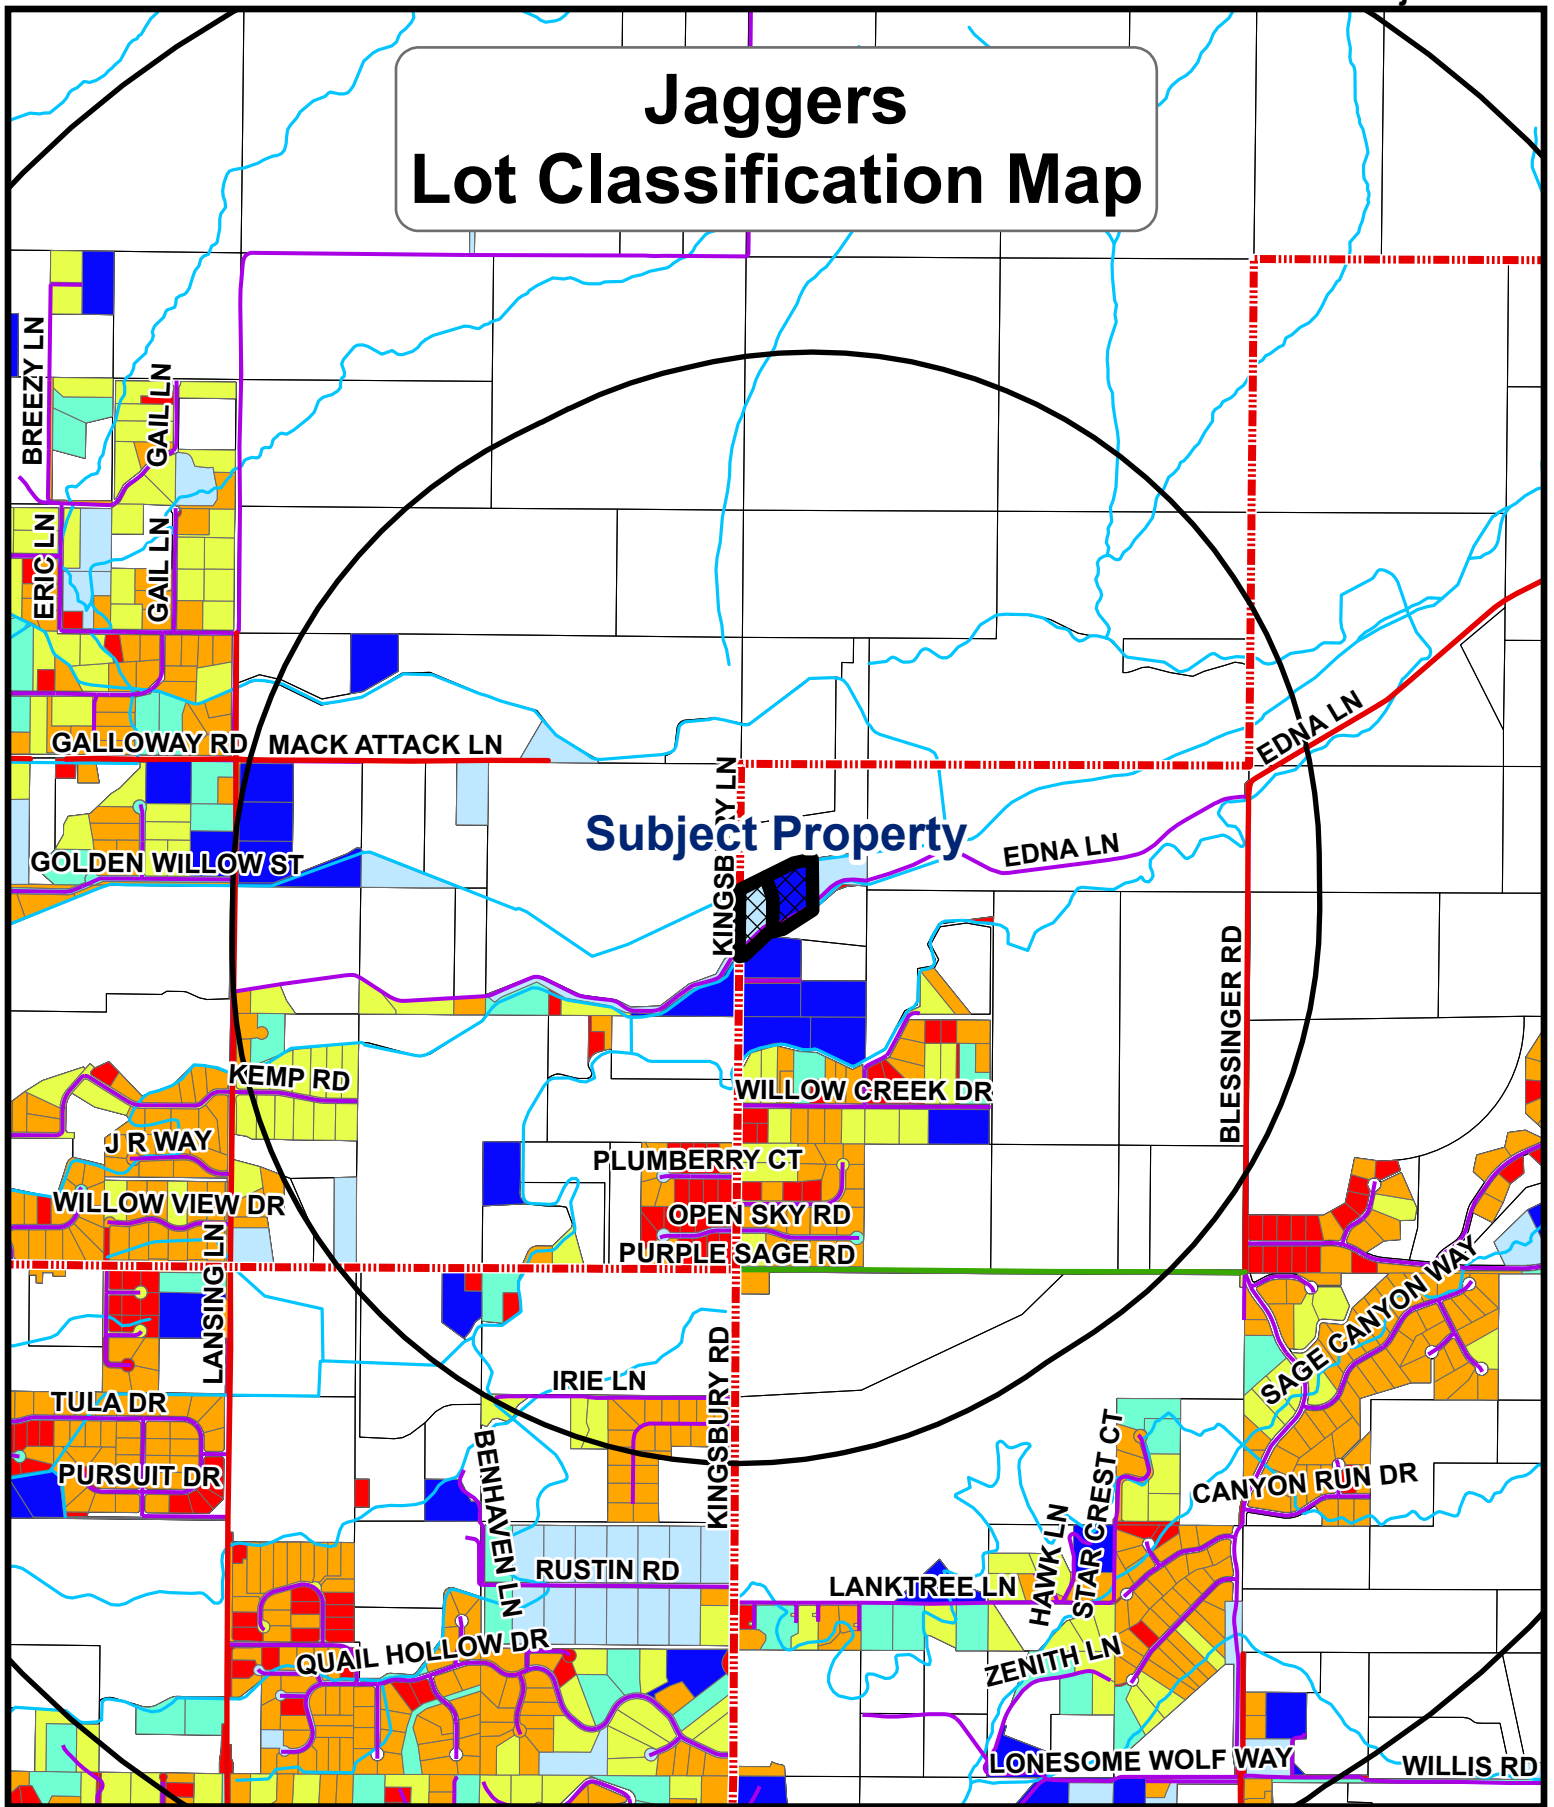 Jaggers
Lot Classification Map
BREEZY LN
GAIL LN
ERIC LN
GAIL LN
GALLOWAY RD
MACK ATTACK LN
EDNA LN
KINGSBURY LN
Subject Property
EDNA LN
GOLDEN WILLOW ST
BLESSINGER RD
KEMP RD
WILLOW CREEK DR
J R WAY
PLUMBERRY CT
WILLOW VIEW DR
OPEN SKY RD
PURPLE SAGE RD
LANSING LN
SAGE CANYON WAY
KINGSBURY RD
IRIE LN
TULA DR
PURSUIT DR
BENHAVEN LN
STAR CREST CT
CANYON RUN DR
HAWK LN
RUSTIN RD
LANKTREE LN
QUAIL HOLLOW DR
ZENITH LN
LONESOME WOLF WAY
WILLIS RD